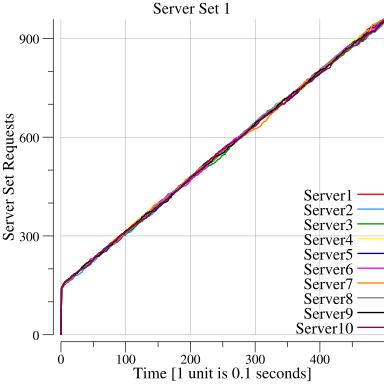 Server Set 1
Server Set Requests
900
600
300
0
Server1
Server2
Server3
Server4
Server5
Server6
Server7
Server8
Server9
Server10
0 100 200 300 400
Time [1 unit is 0.1 seconds]